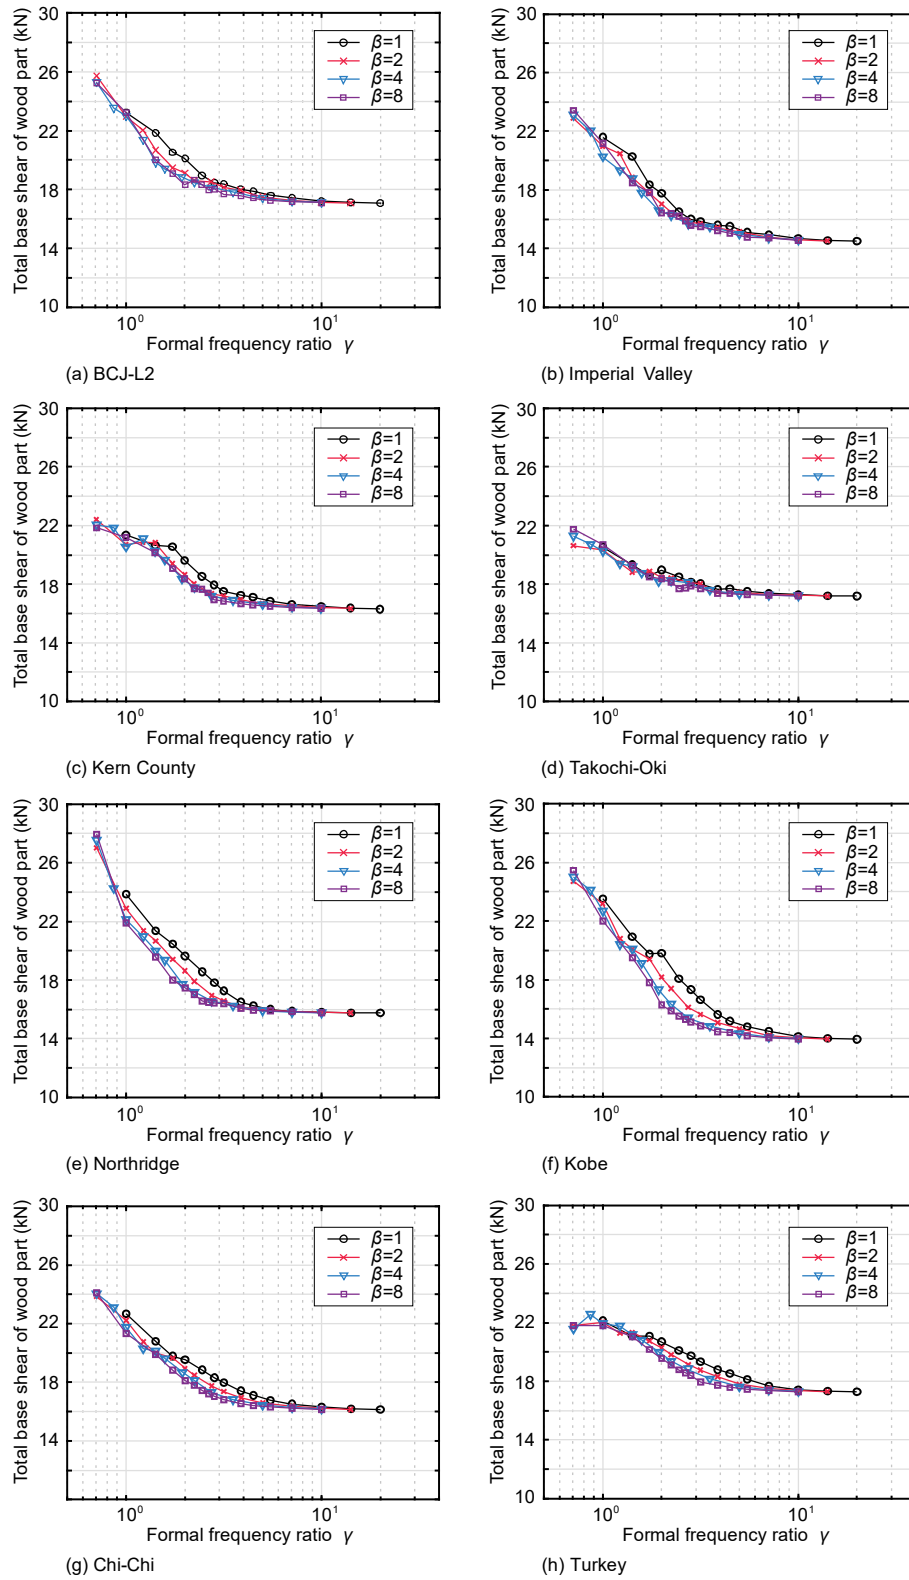 Total base shear of wood part (kN)
30
26
22
18
14
10
β=1
β=2
β=4
β=8
10⁰ 10¹
Formal frequency ratio γ
(a) BCJ-L2
Total base shear of wood part (kN)
30
26
22
18
14
10
β=1
β=2
β=4
β=8
10⁰ 10¹
Formal frequency ratio γ
(b) Imperial Valley
Total base shear of wood part (kN)
30
26
22
18
14
10
β=1
β=2
β=4
β=8
10⁰ 10¹
Formal frequency ratio γ
(c) Kern County
Total base shear of wood part (kN)
30
26
22
18
14
10
β=1
β=2
β=4
β=8
10⁰ 10¹
Formal frequency ratio γ
(d) Takochi-Oki
Total base shear of wood part (kN)
30
26
22
18
14
10
β=1
β=2
β=4
β=8
10⁰ 10¹
Formal frequency ratio γ
(e) Northridge
Total base shear of wood part (kN)
30
26
22
18
14
10
β=1
β=2
β=4
β=8
10⁰ 10¹
Formal frequency ratio γ
(f) Kobe
Total base shear of wood part (kN)
30
26
22
18
14
β=1
β=2
β=4
β=8
10⁰ 10¹
Formal frequency ratio γ
(g) Chi-Chi
Total base shear of wood part (kN)
30
26
22
18
14
10
β=1
β=2
β=4
β=8
10⁰ 10¹
Formal frequency ratio γ
(h) Turkey